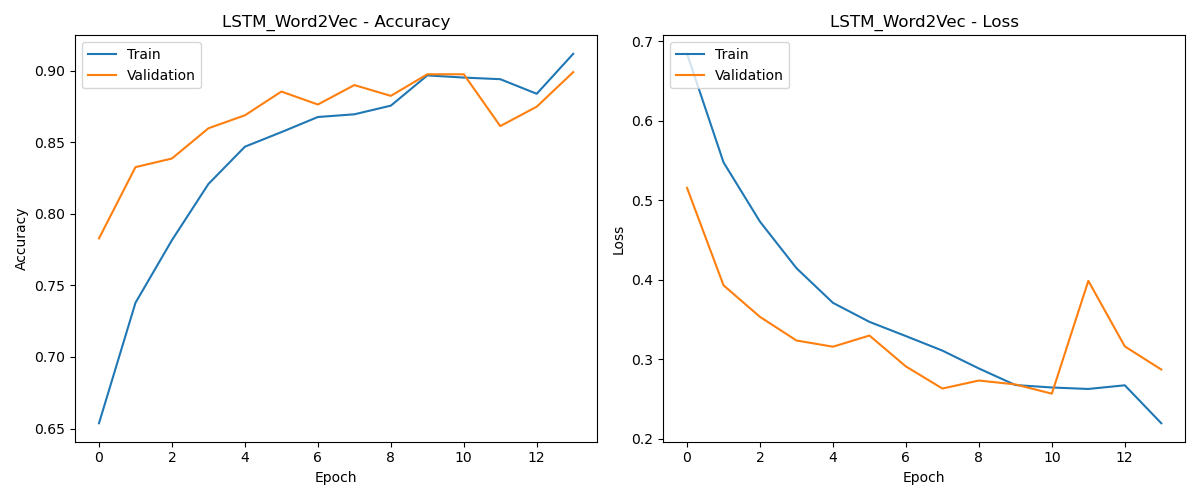 LSTM_Word2Vec - Accuracy
Train
Validation
0.90
0.85
0.80
0.75
0.70
0.65
Accuracy
0 2 4 6 8 10 12
Epoch
LSTM_Word2Vec - Loss
Train
Validation
0.7
0.6
0.5
0.4
0.3
0.2
Loss
0 2 4 6 8 10 12
Epoch